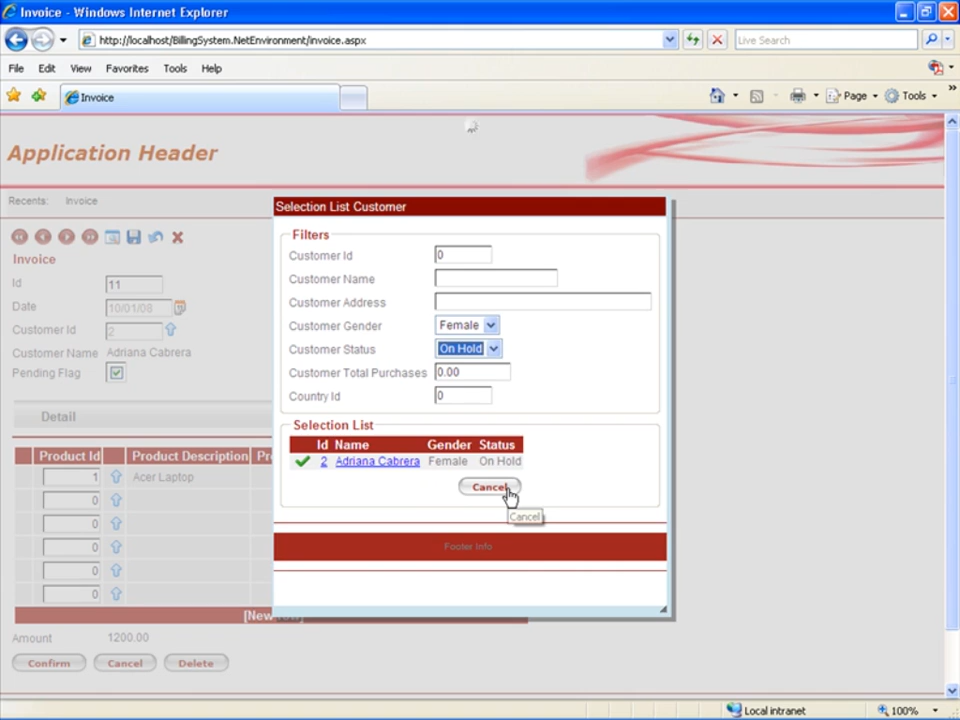 Invoice - Windows Internet Explorer
http://localhost/BillingSystem.NetEnvironment/invoice.aspx
Live Search
File Edit View Favorites Tools Help
Invoice
Page Tools
Application Header
Recents: Invoice
Invoice
Id 11
Date 10/01/08
Customer Id 2
Customer Name Adriana Cabrera
Pending Flag
Detail
Product Id Product Description
1 Acer Laptop
0
0
0
0
0
[New
Amount 1200.00
Confirm Cancel Delete
Selection List Customer
Filters
Customer Id 0
Customer Name
Customer Address
Customer Gender Female
Customer Status On Hold
Customer Total Purchases 0.00
Country Id 0
Selection List
Id Name Gender Status
2 Adriana Cabrera Female On Hold
Cancel
Cancel
Footer Info
Local intranet 100%